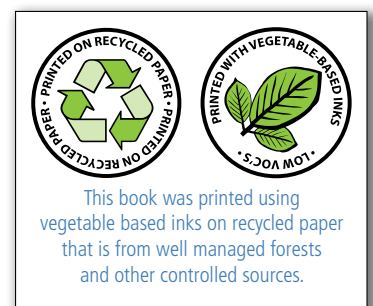 PRINTED ON RECYCLED PAPER • PRINTED ON RECYCLED PAPER •
PRINTED WITH VEGETABLE-BASED INKS
• LOW VOC'S •
This book was printed using
vegetable based inks on recycled paper
that is from well managed forests
and other controlled sources.